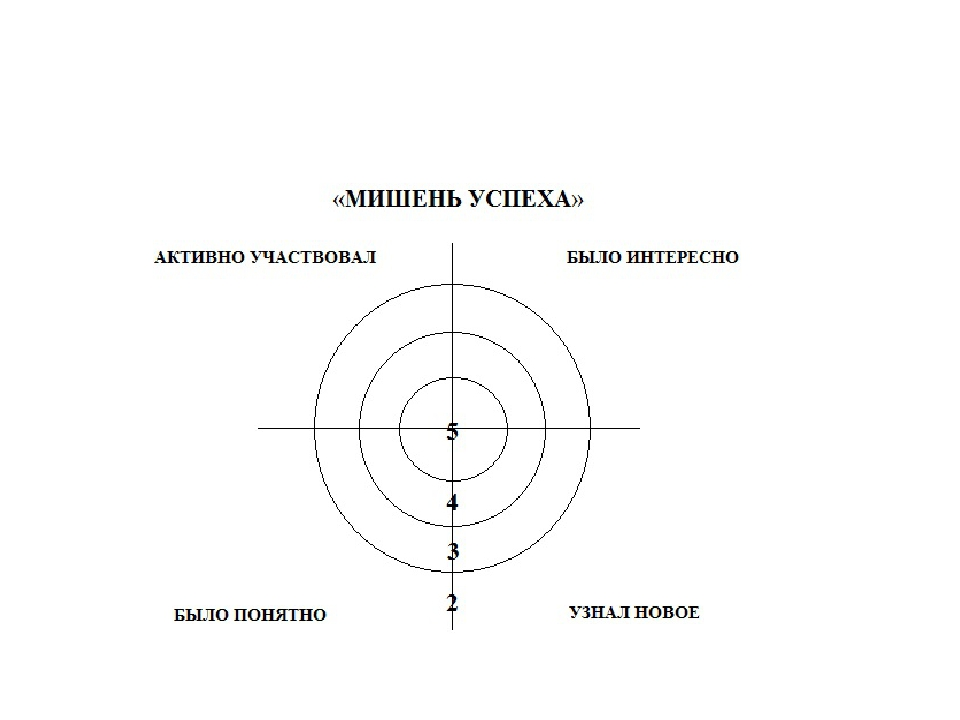 «МИШЕНЬ УСПЕХА»
АКТИВНО УЧАСТВОВАЛ
БЫЛО ИНТЕРЕСНО
5
4
3
2
БЫЛО ПОНЯТНО
УЗНАЛ НОВОЕ